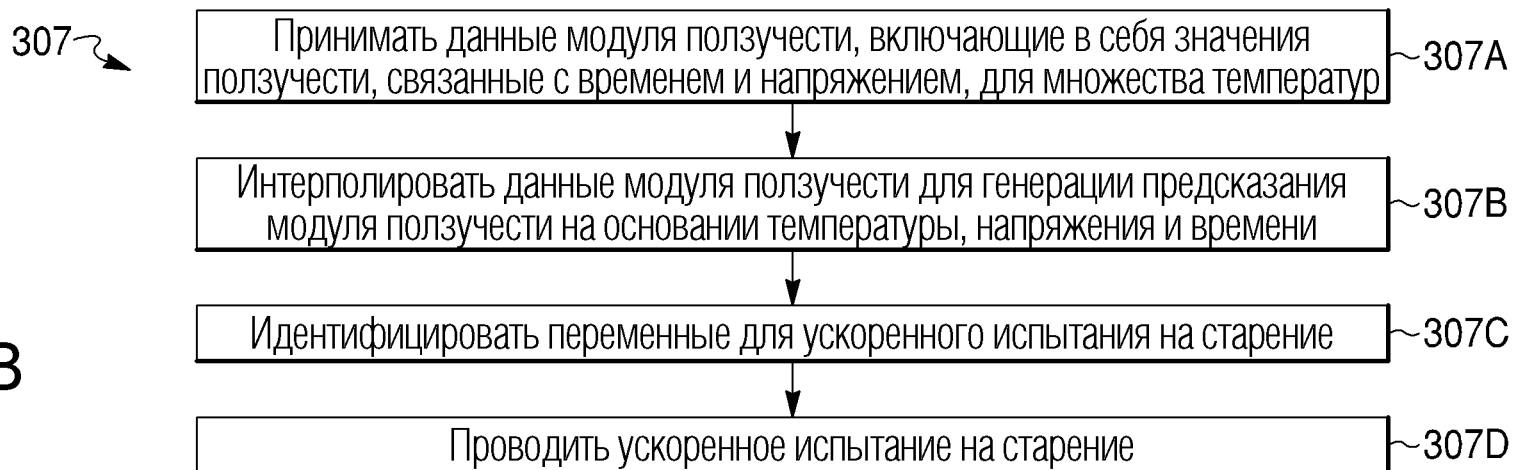 307
Принимать данные модуля ползучести, включающие в себя значения
ползучести, связанные с временем и напряжением, для множества температур
307A
Интерполировать данные модуля ползучести для генерации предсказания
модуля ползучести на основании температуры, напряжения и времени
307B
Идентифицировать переменные для ускоренного испытания на старение
307C
B
Проводить ускоренное испытание на старение
307D